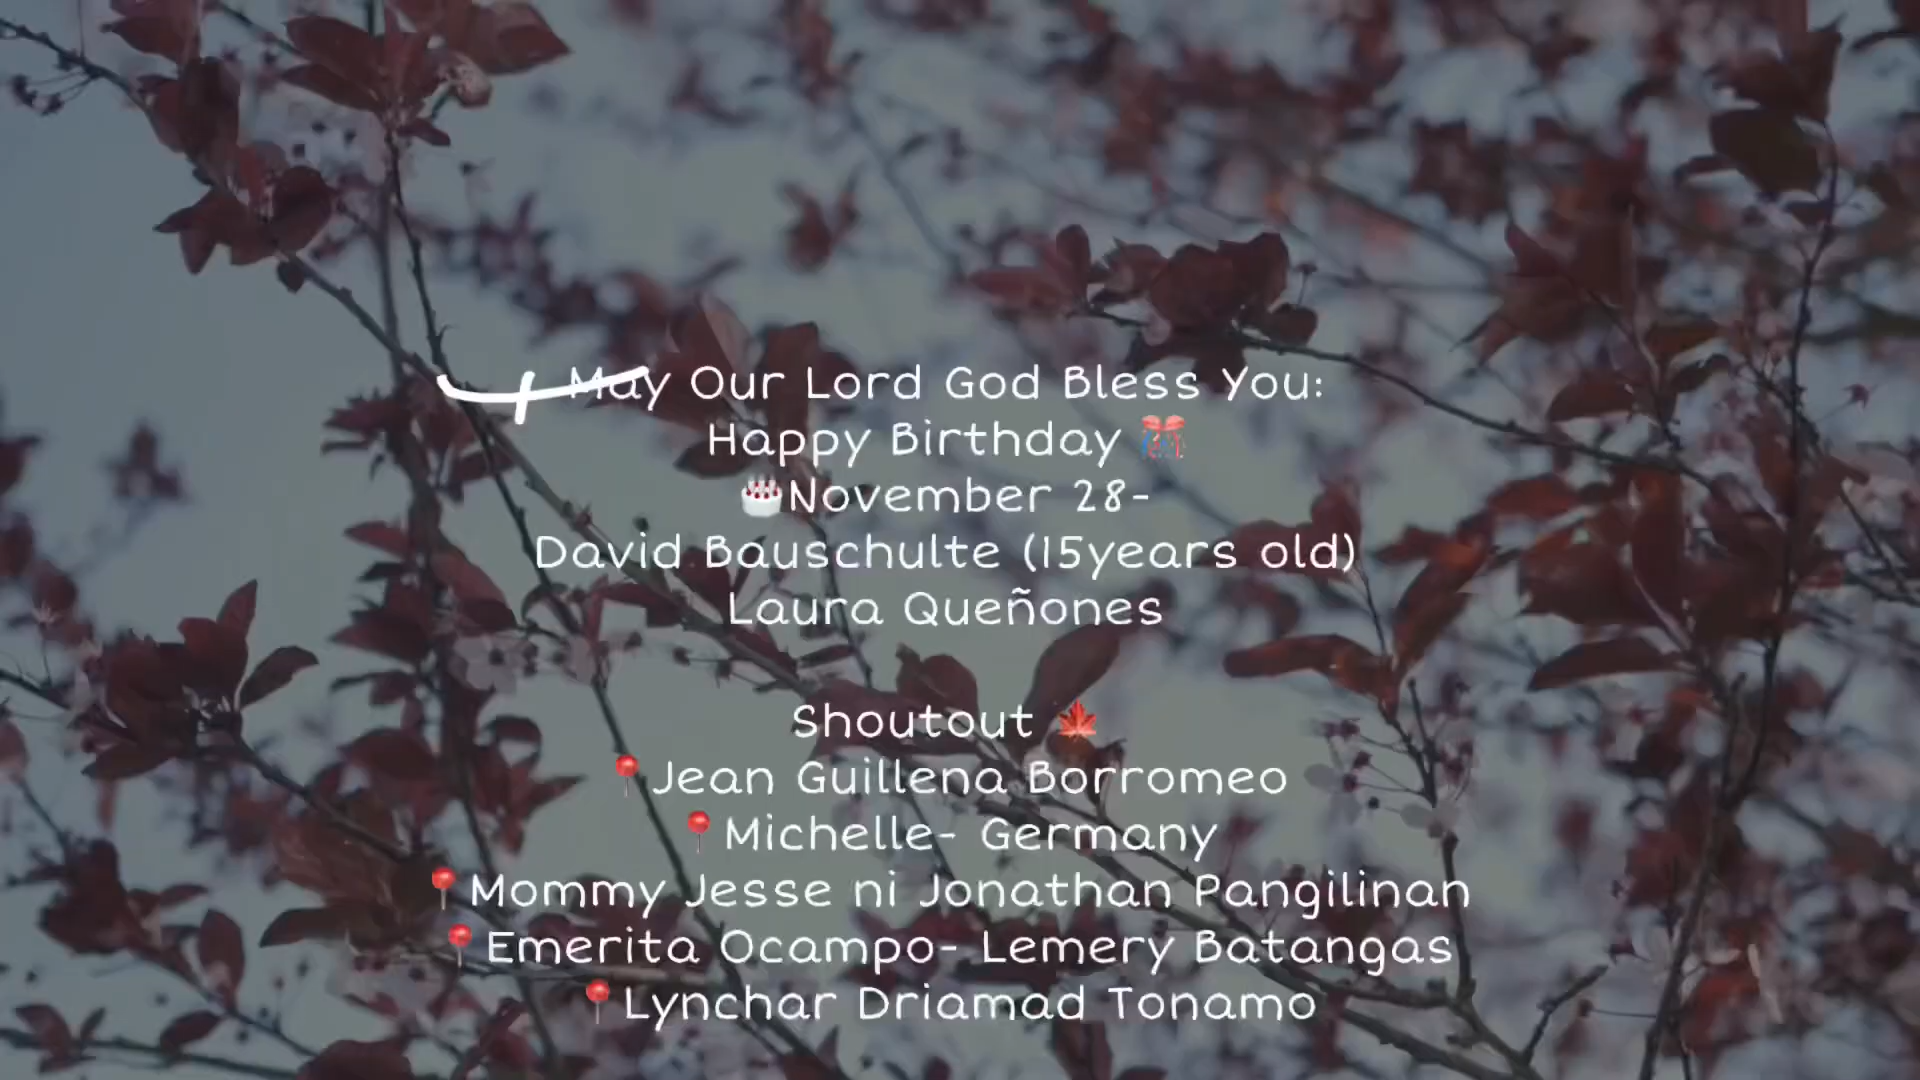 May Our Lord God Bless You:
Happy Birthday 🎊
🎂November 28-
David Bauschulte (15years old)
Laura Queñones
Shoutout 🍁
📍Jean Guillena Borromeo
📍Michelle- Germany
📍Mommy Jesse ni Jonathan Pangilinan
📍Emerita Ocampo- Lemery Batangas
📍Lynchar Driamad Tonamo